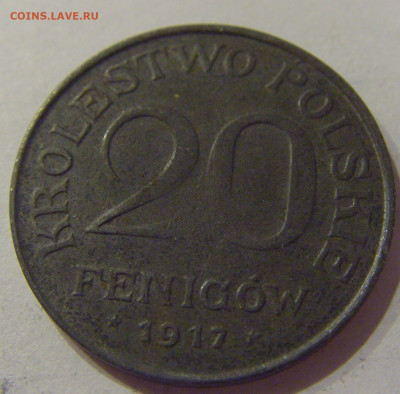 COINS.LAVE.RU
KRÓLESTWO POLSKIE
20
FENIGÓW
* 1917 *